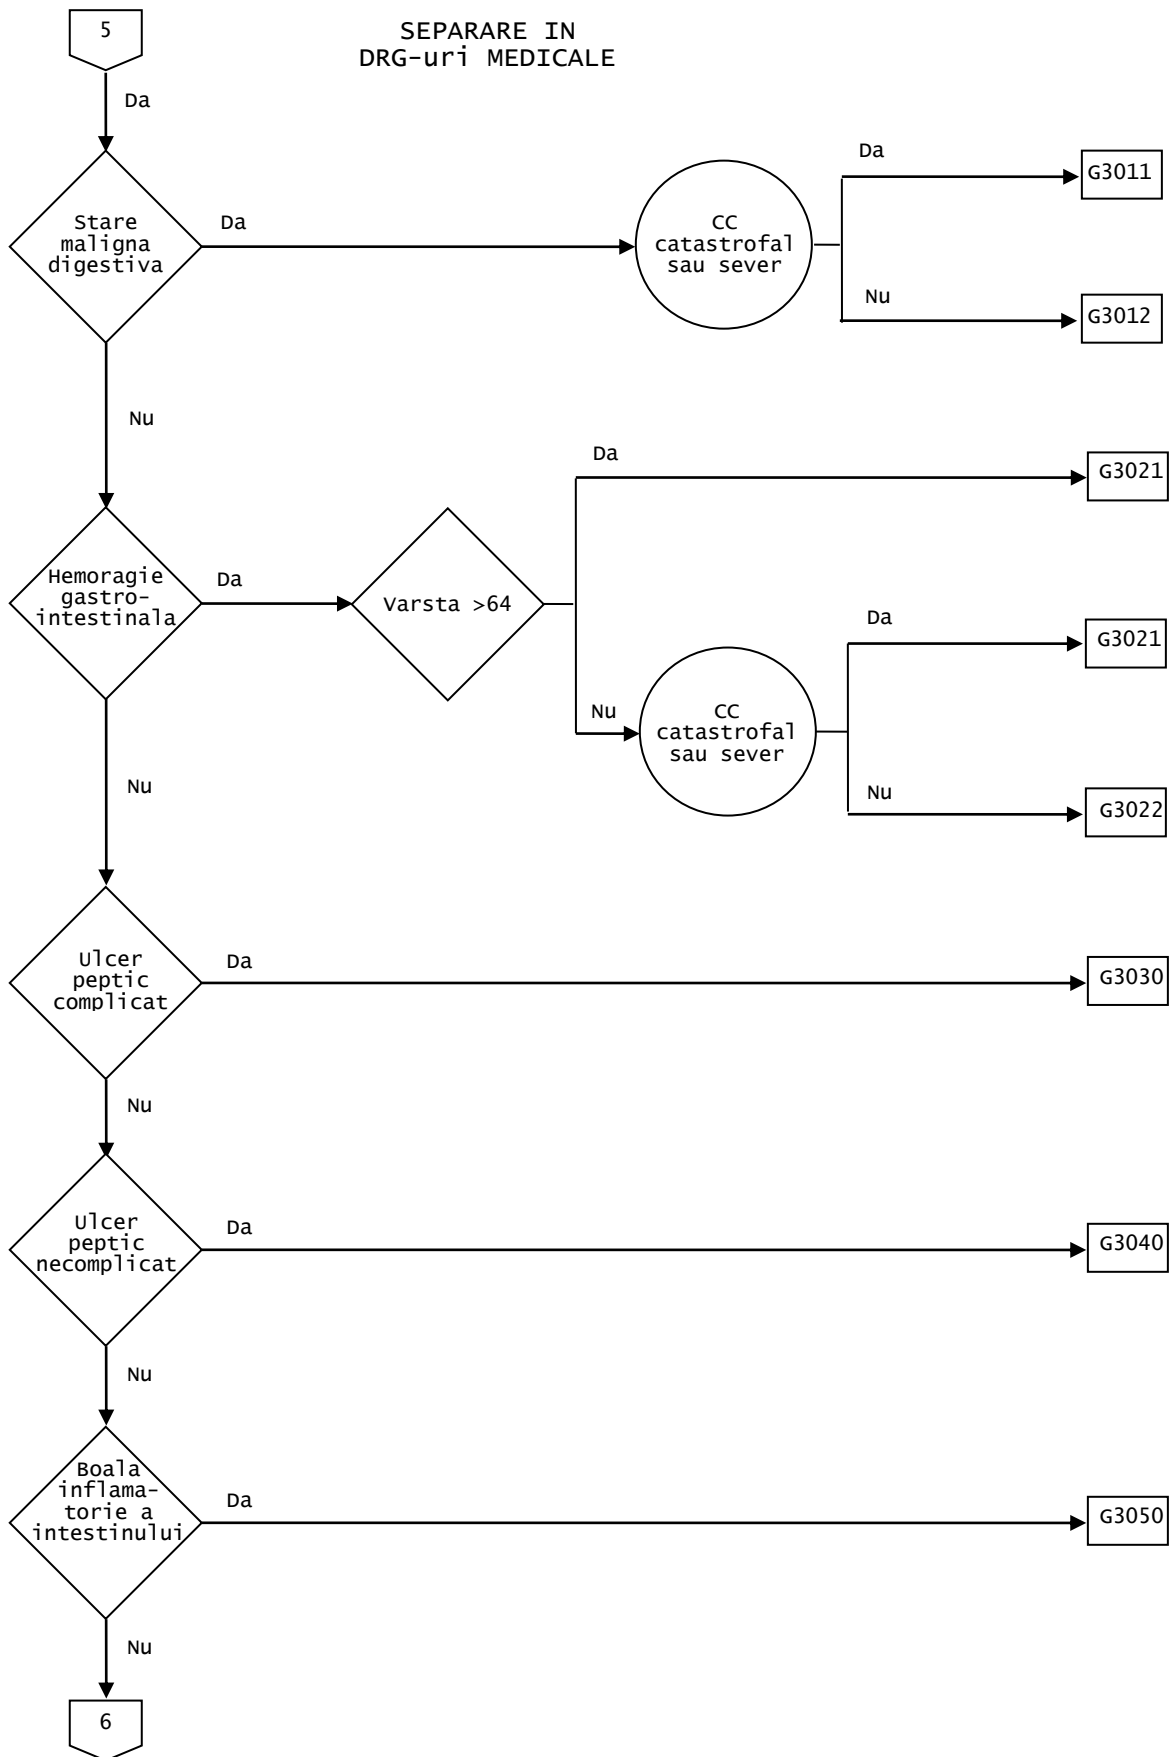 5
SEPARARE IN
DRG-uri MEDICALE
Da
Stare
maligna
digestiva
Da
CC
catastrofal
sau sever
Da
G3011
Nu
G3012
Nu
Hemoragie
gastro-
intestinala
Da
Varsta >64
Da
G3021
Nu
CC
catastrofal
sau sever
Da
G3021
Nu
G3022
Nu
Ulcer
peptic
complicat
Da
G3030
Nu
Ulcer
peptic
necomplicat
Da
G3040
Nu
Boala
inflama-
torie a
intestinului
Da
G3050
Nu
6